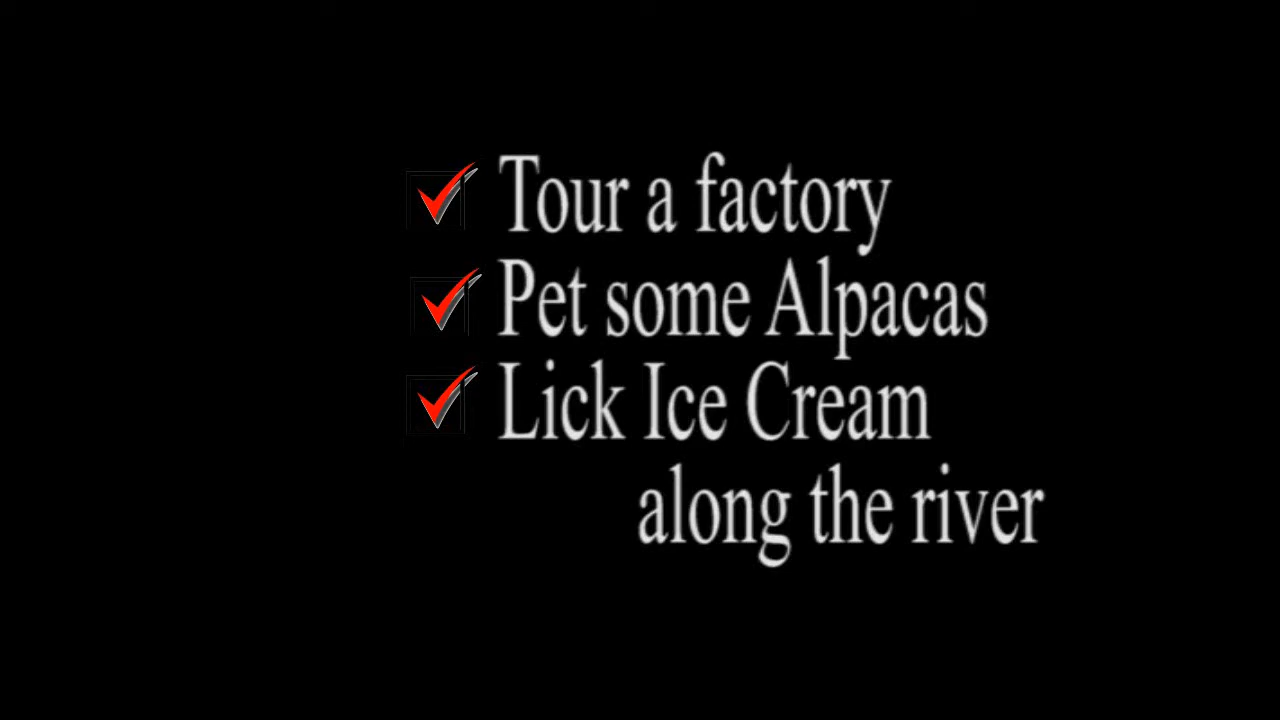 Tour a factory
Pet some Alpacas
Lick Ice Cream
along the river